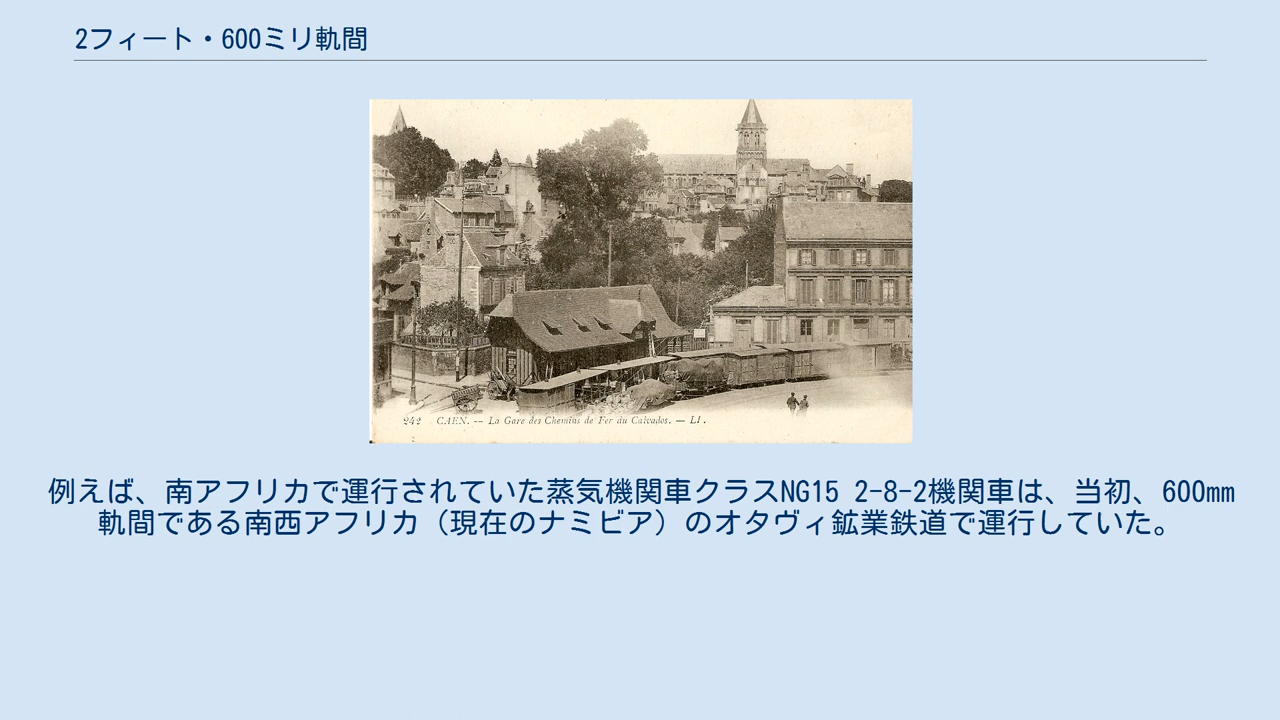 2フィート・600ミリ軌間
242 CAEN. -- La Gare des Chemins de Fer du Calvados. — LL.
例えば、南アフリカで運行されていた蒸気機関車クラスNG15 2-8-2機関車は、当初、600mm
軌間である南西アフリカ（現在のナミビア）のオタヴィ鉱業鉄道で運行していた。